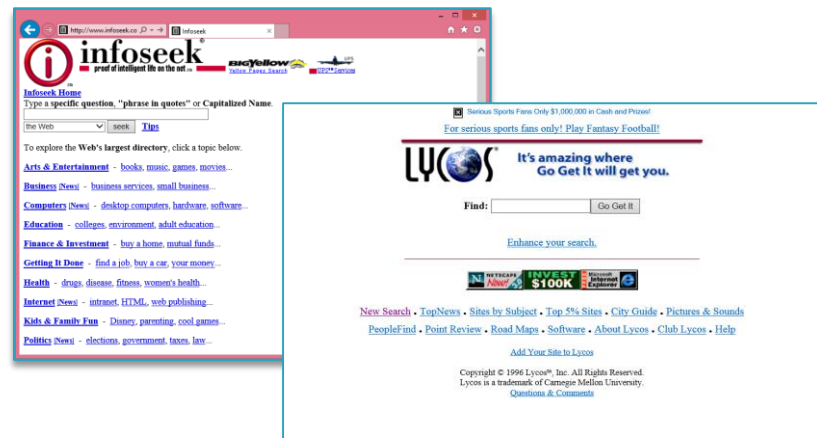 http://www.infoseek.co
Infoseek
infoseek
proof of intelligent life on the net
BIGYellow
Yellow Pages Search
UPS
UPS Services
Infoseek Home
Type a specific question, "phrase in quotes" or Capitalized Name.
the Web seek Tips
To explore the Web's largest directory, click a topic below.
Arts & Entertainment - books, music, games, movies...
Business [News] - business services, small business...
Computers [News] - desktop computers, hardware, software...
Education - colleges, environment, adult education...
Finance & Investment - buy a home, mutual funds...
Getting It Done - find a job, buy a car, your money...
Health - drugs, disease, fitness, women's health...
Internet [News] - intranet, HTML, web publishing...
Kids & Family Fun - Disney, parenting, cool games...
Politics [News] - elections, government, taxes, law...
Serious Sports Fans Only $1,000,000 in Cash and Prizes!
For serious sports fans only! Play Fantasy Football!
LYCOS
It's amazing where
Go Get It will get you.
Find: Go Get It
Enhance your search.
NETSCAPE Now! INVEST $100K Microsoft Internet Explorer
New Search • TopNews • Sites by Subject • Top 5% Sites • City Guide • Pictures & Sounds
PeopleFind • Point Review • Road Maps • Software • About Lycos • Club Lycos • Help
Add Your Site to Lycos
Copyright © 1996 Lycos™, Inc. All Rights Reserved.
Lycos is a trademark of Carnegie Mellon University.
Questions & Comments